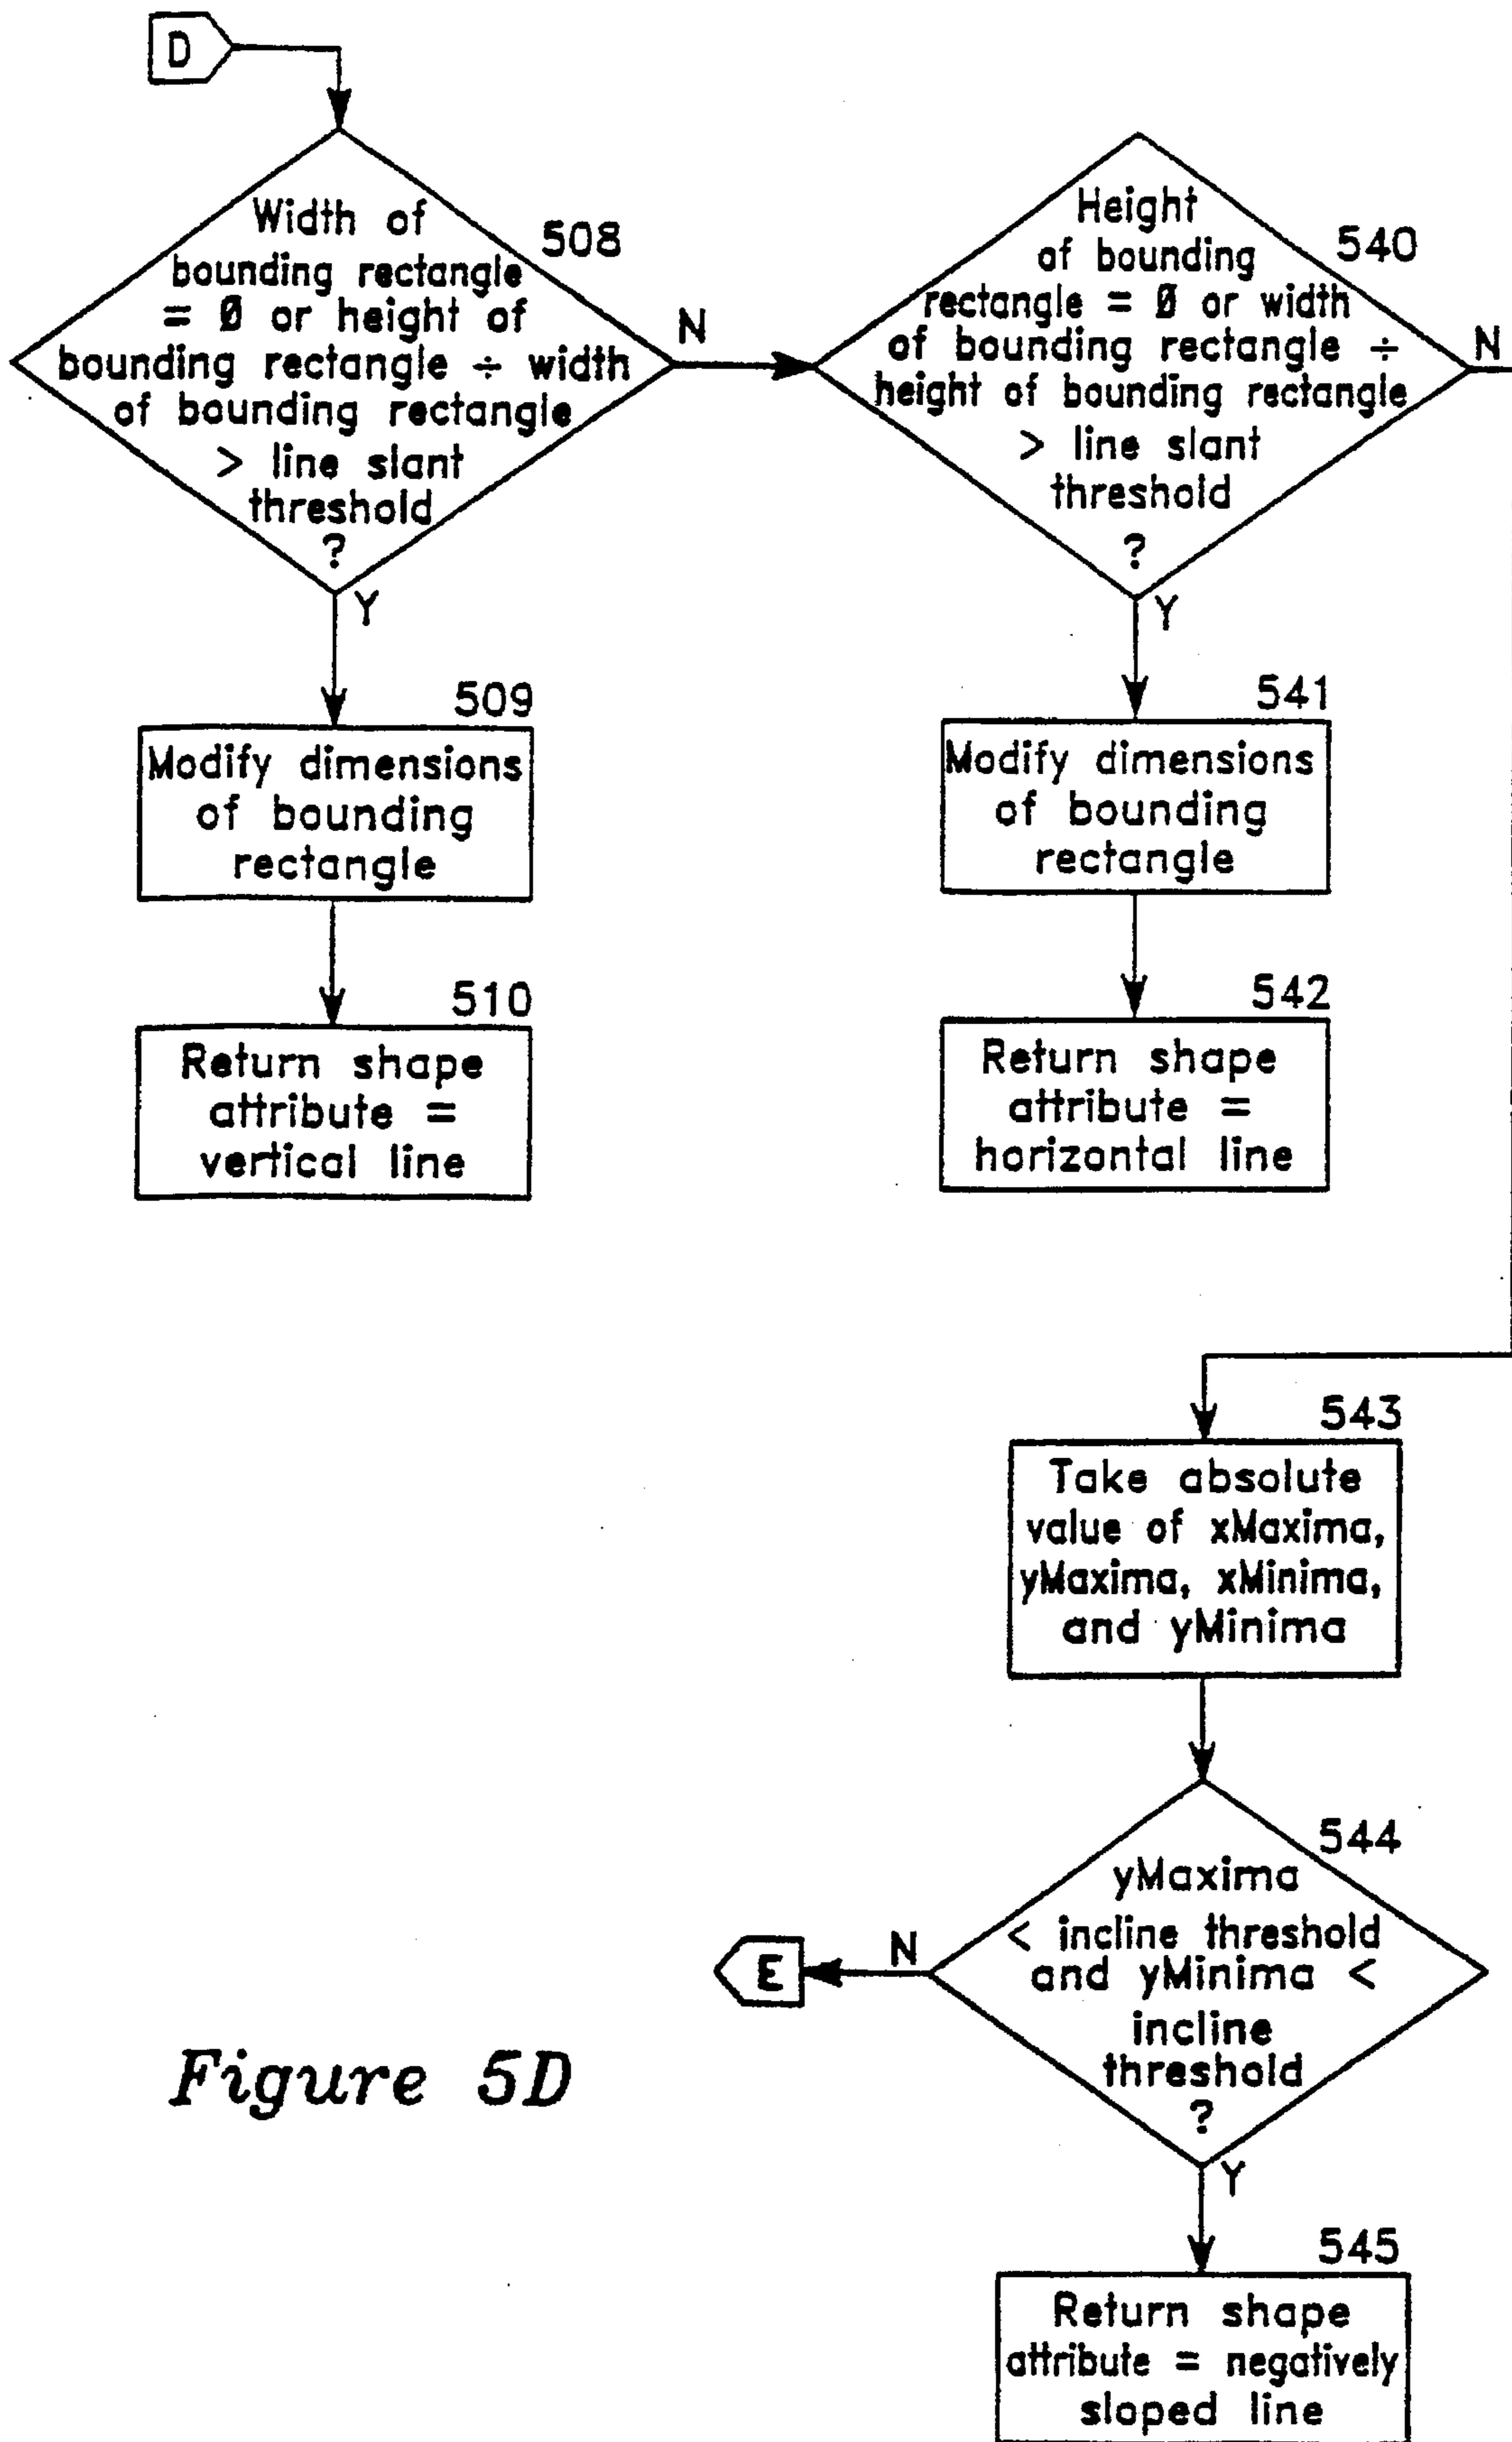 D
Width of
bounding rectangle
= Ø or height of
bounding rectangle ÷ width
of bounding rectangle
> line slant
threshold
?
508
N
Y
Height
of bounding
rectangle = Ø or width
of bounding rectangle ÷
height of bounding rectangle
> line slant
threshold
?
540
N
Y
509
Modify dimensions
of bounding
rectangle
541
Modify dimensions
of bounding
rectangle
510
Return shape
attribute =
vertical line
542
Return shape
attribute =
horizontal line
543
Take absolute
value of xMaxima,
yMaxima, xMinima,
and yMinima
544
yMaxima
< incline threshold
and yMinima <
incline
threshold
?
N
E
Y
545
Return shape
attribute = negatively
sloped line
Figure 5D